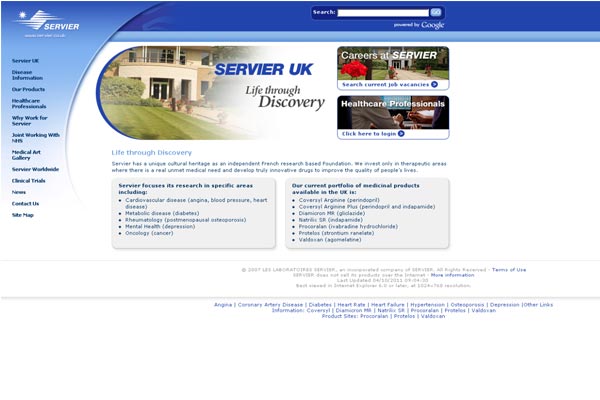 SERVIER
www.servier.co.uk
Search:
GO
powered by Google
Servier UK
Disease
Information
Our Products
Healthcare
Professionals
Why Work for
Servier
Joint Working With
NHS
Medical Art
Gallery
Servier Worldwide
Clinical Trials
News
Contact Us
Site Map
SERVIER UK
Life through
Discovery
Careers at SERVIER
Search current job vacancies
Healthcare Professionals
Click here to login
Life through Discovery
Servier has a unique cultural heritage as an independent French research based Foundation. We invest only in therapeutic areas
where there is a real unmet medical need and develop truly innovative drugs to improve the quality of people's lives.
Servier focuses its research in specific areas
including:
Cardiovascular disease (angina, blood pressure, heart
disease)
Metabolic disease (diabetes)
Rheumatology (postmenopausal osteoporosis)
Mental Health (depression)
Oncology (cancer)
Our current portfolio of medicinal products
available in the UK is:
Coversyl Arginine (perindopril)
Coversyl Arginine Plus (perindopril and indapamide)
Diamicron MR (gliclazide)
Natrilix SR (indapamide)
Procoralan (ivabradine hydrochloride)
Protelos (strontium ranelate)
Valdoxan (agomelatine)
© 2007 LES LABORATOIRES SERVIER, an incorporated company of SERVIER. All Rights Reserved - Terms of Use
SERVIER does not sell its products over the Internet - More information
Last Updated 04/10/2011 09:04:30
Best viewed in Internet Explorer 6.0 or later, at 1024x768 resolution.
Angina | Coronary Artery Disease | Diabetes | Heart Rate | Heart Failure | Hypertension | Osteoporosis | Depression |Other Links
Information: Coversyl | Diamicron MR | Natrilix SR | Procoralan | Protelos | Valdoxan
Product Sites: Procoralan | Protelos | Valdoxan